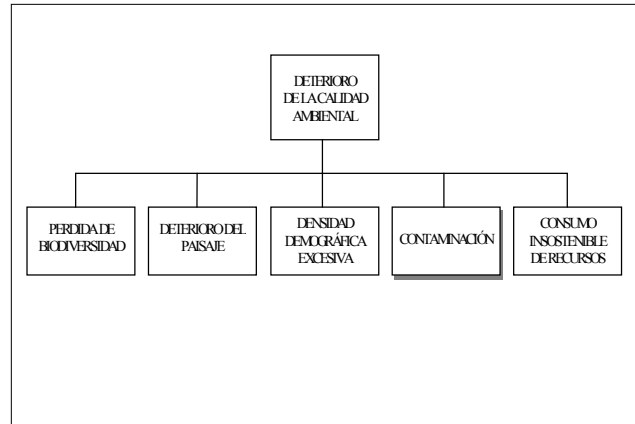 DETERIORO
DE LA CALIDAD
AMBIENTAL
PERDIDA DE
BIODIVERSIDAD
DETERIORO DEL
PAISAJE
DENSIDAD
DEMOGRÁFICA
EXCESIVA
CONTAMINACIÓN
CONSUMO
INSOSTENIBLE
DE RECURSOS